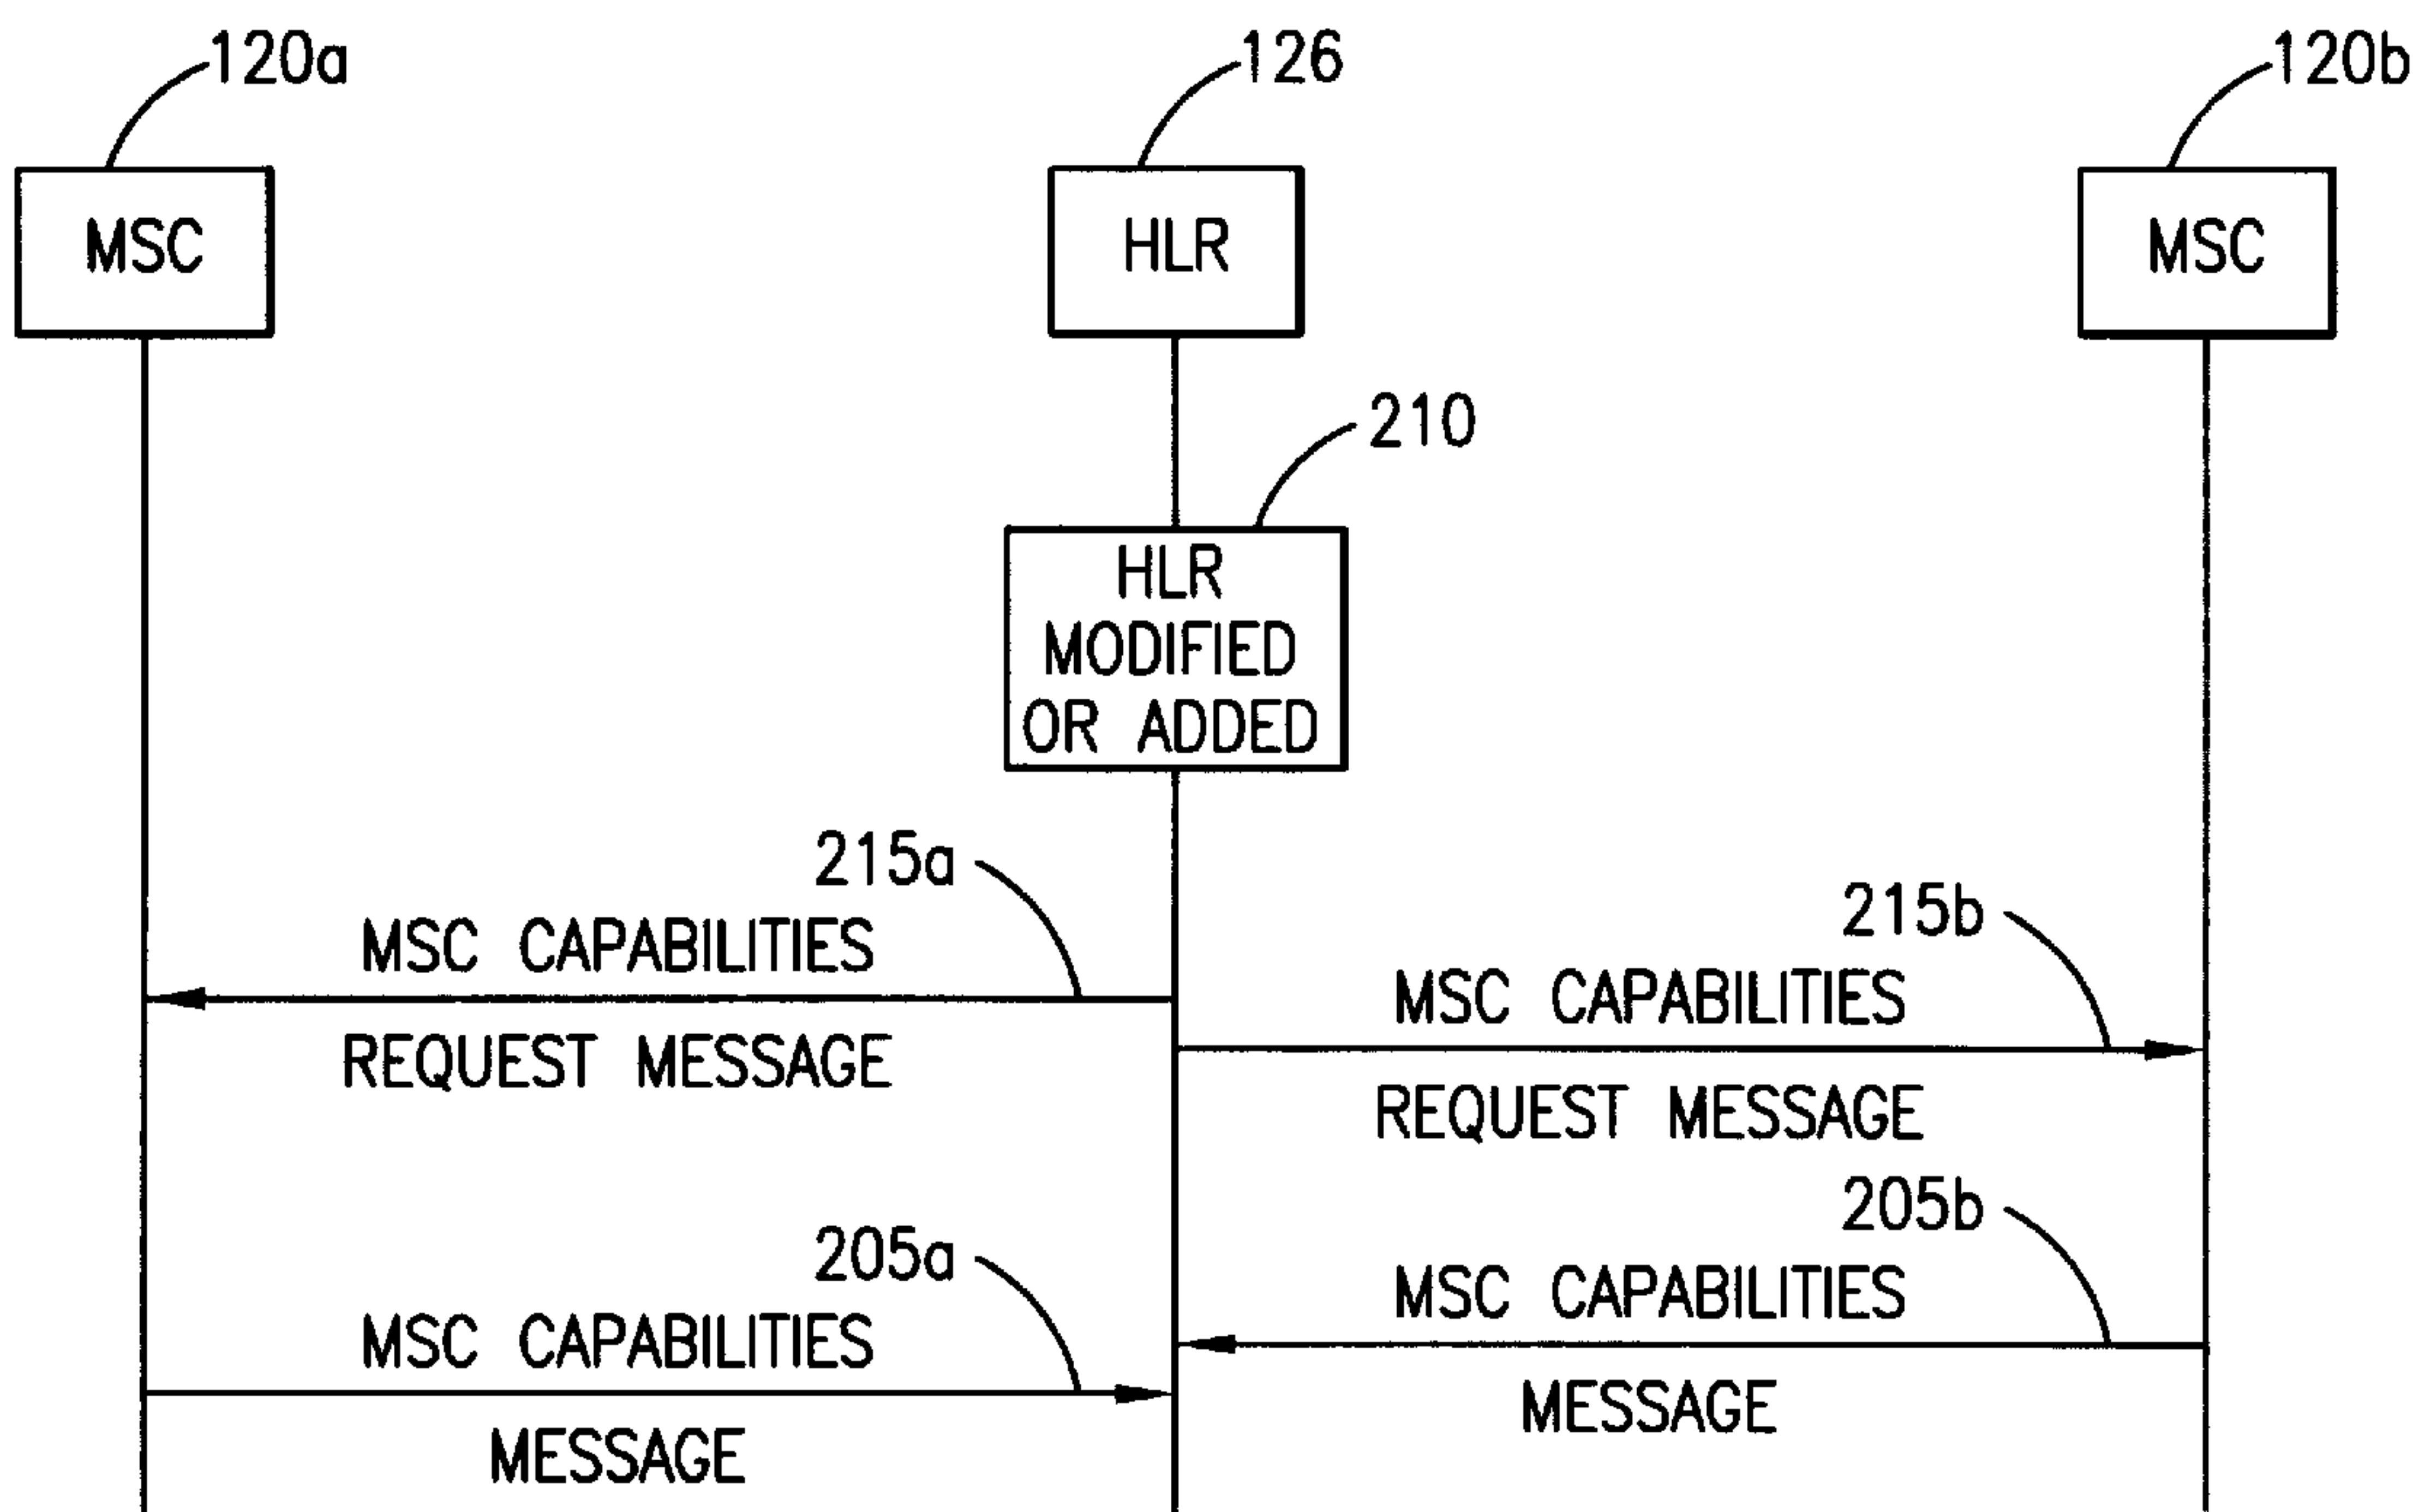 120a
126
120b
MSC
HLR
MSC
210
HLR
MODIFIED
OR ADDED
215a
MSC CAPABILITIES
REQUEST MESSAGE
215b
MSC CAPABILITIES
REQUEST MESSAGE
205b
MSC CAPABILITIES
MESSAGE
205a
MSC CAPABILITIES
MESSAGE